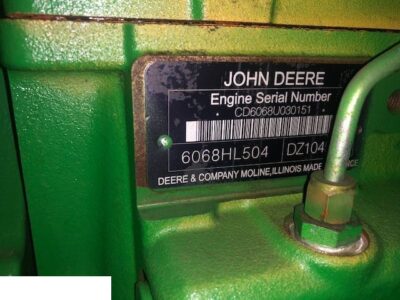 JOHN DEERE
Engine Serial Number
CD6068U030151
6068HL504 DZ104
DEERE & COMPANY MOLINE, ILLINOIS MADE